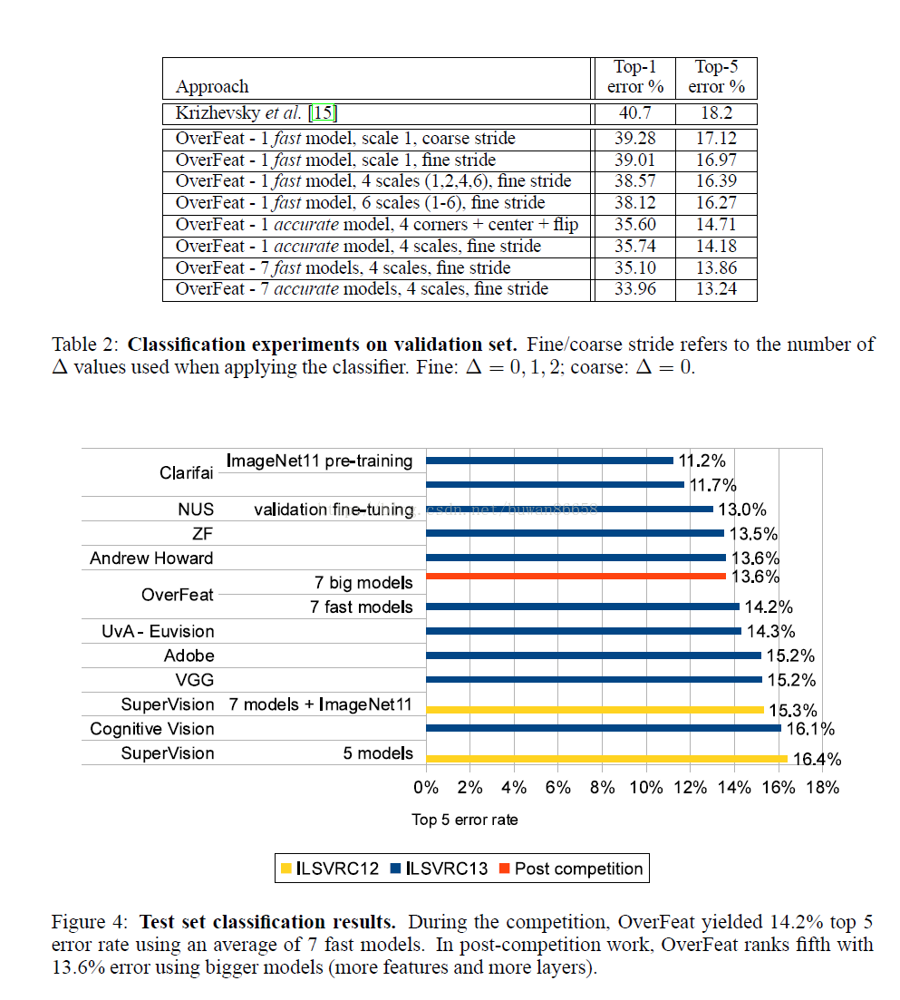 Approach Top-1 error % Top-5 error %
Krizhevsky et al. [15] 40.7 18.2
OverFeat - 1 fast model, scale 1, coarse stride 39.28 17.12
OverFeat - 1 fast model, scale 1, fine stride 39.01 16.97
OverFeat - 1 fast model, 4 scales (1,2,4,6), fine stride 38.57 16.39
OverFeat - 1 fast model, 6 scales (1-6), fine stride 38.12 16.27
OverFeat - 1 accurate model, 4 corners + center + flip 35.60 14.71
OverFeat - 1 accurate model, 4 scales, fine stride 35.74 14.18
OverFeat - 7 fast models, 4 scales, fine stride 35.10 13.86
OverFeat - 7 accurate models, 4 scales, fine stride 33.96 13.24
Table 2: Classification experiments on validation set. Fine/coarse stride refers to the number of
Δ values used when applying the classifier. Fine: Δ = 0, 1, 2; coarse: Δ = 0.
Clarifai ImageNet11 pre-training 11.2%
11.7%
NUS validation fine-tuning 13.0%
ZF 13.5%
Andrew Howard 13.6%
OverFeat 7 big models 13.6%
7 fast models 14.2%
UvA - Euvision 14.3%
Adobe 15.2%
VGG 15.2%
SuperVision 7 models + ImageNet11 15.3%
Cognitive Vision 16.1%
SuperVision 5 models 16.4%
0% 2% 4% 6% 8% 10% 12% 14% 16% 18%
Top 5 error rate
ILSVRC12 ILSVRC13 Post competition
Figure 4: Test set classification results. During the competition, OverFeat yielded 14.2% top 5
error rate using an average of 7 fast models. In post-competition work, OverFeat ranks fifth with
13.6% error using bigger models (more features and more layers).